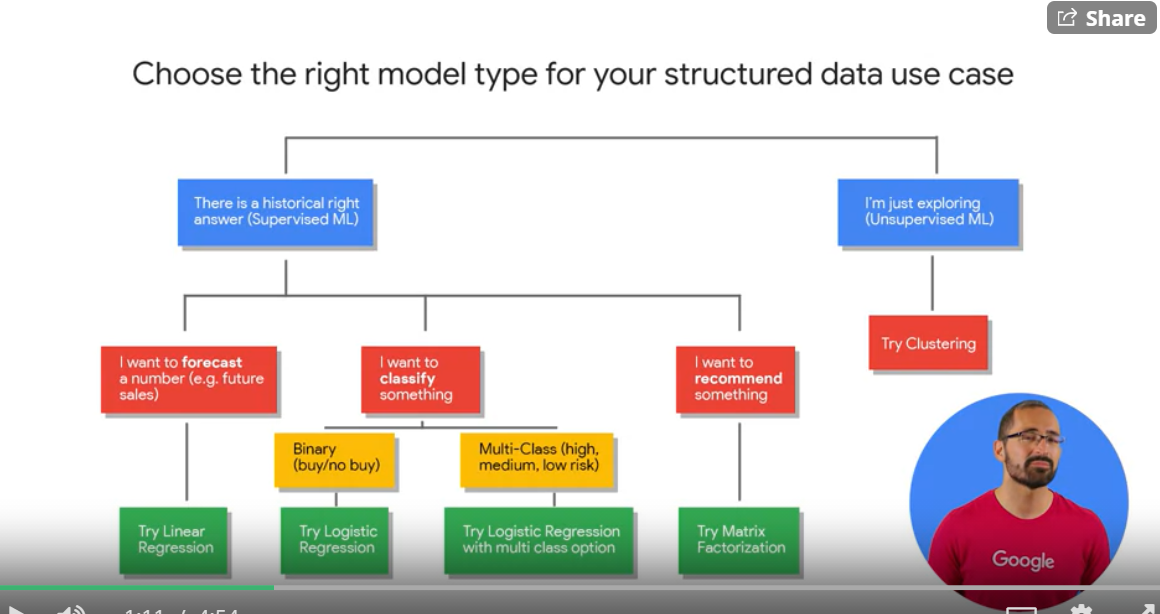 Share
Choose the right model type for your structured data use case
There is a historical right
answer (Supervised ML)
I'm just exploring
(Unsupervised ML)
Try Clustering
I want to forecast
a number (e.g. future
sales)
I want to
classify
something
I want to
recommend
something
Binary
(buy/no buy)
Multi-Class (high,
medium, low risk)
Try Linear
Regression
Try Logistic
Regression
Try Logistic Regression
with multi class option
Try Matrix
Factorization
Google
1:11 / 4:54